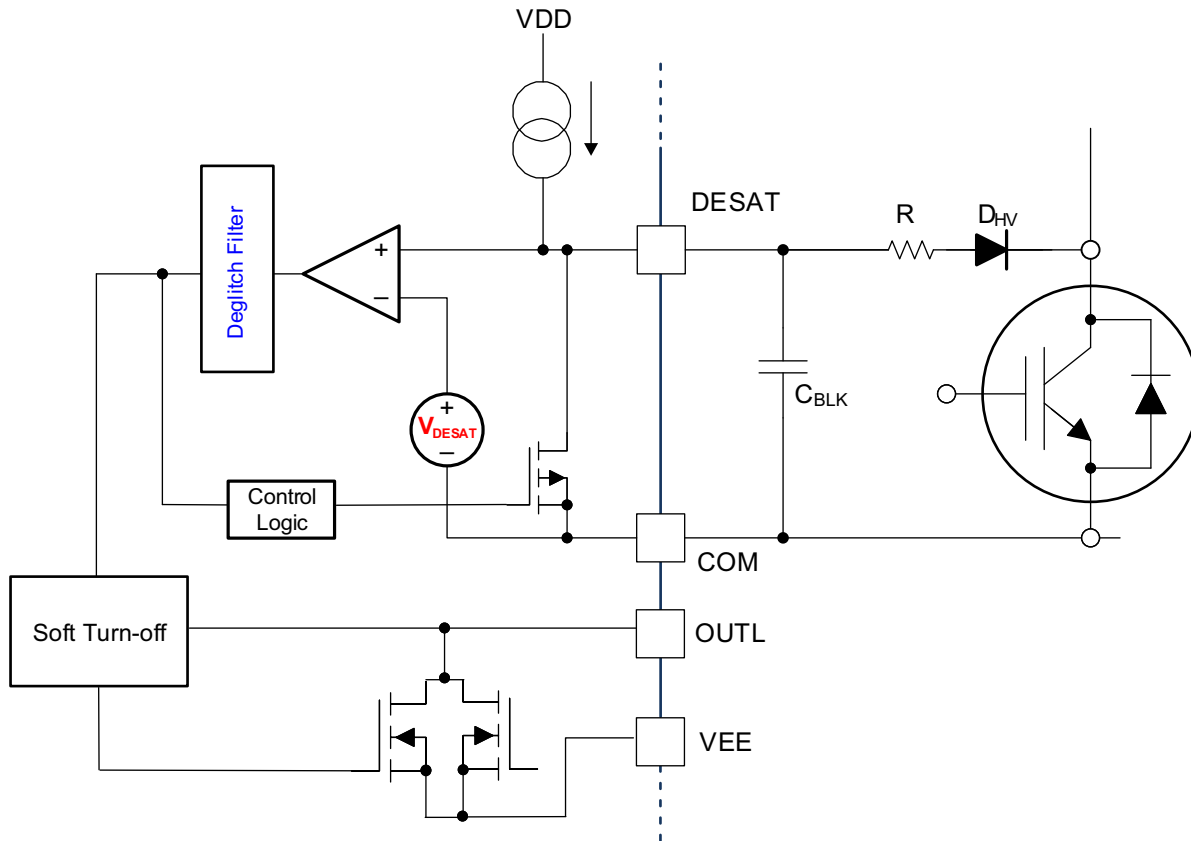 VDD
DESAT
R
DHV
Deglitch Filter
+
−
+
VDESAT
−
CBLK
Control
Logic
COM
Soft Turn-off
OUTL
VEE